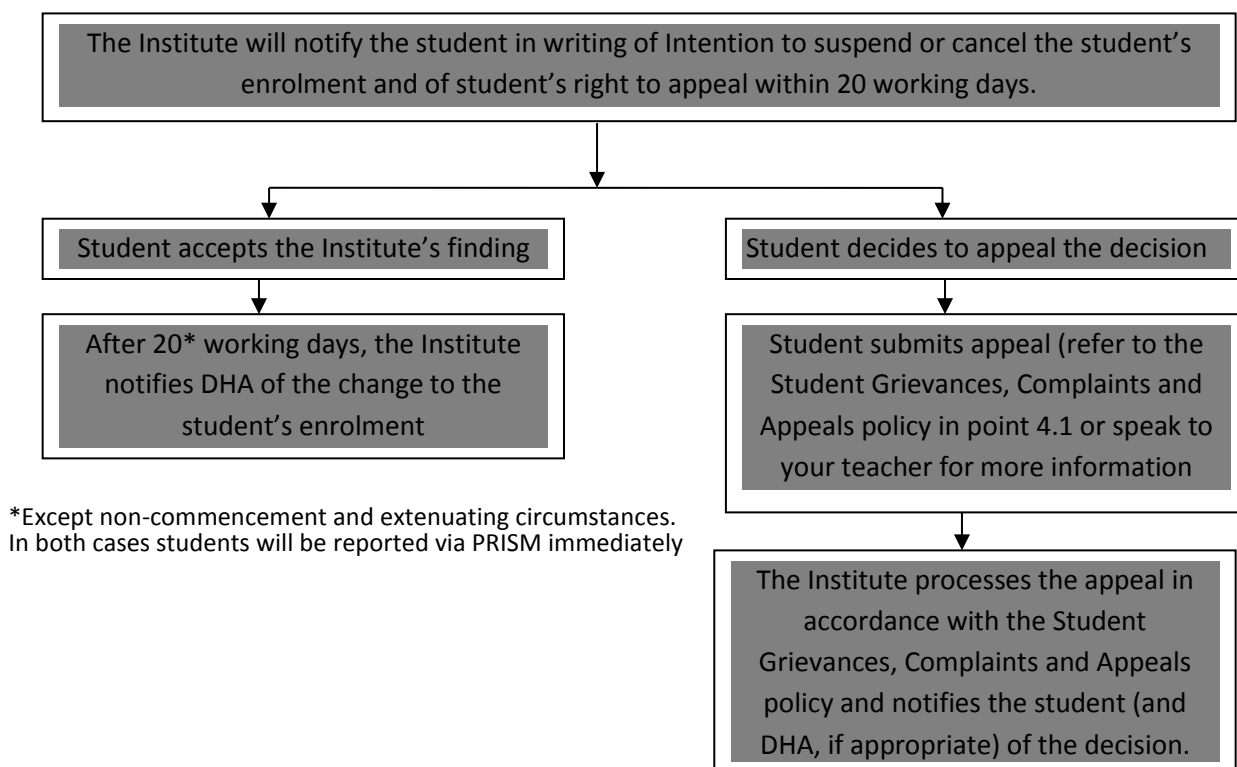 The Institute will notify the student in writing of Intention to suspend or cancel the student’s
enrolment and of student’s right to appeal within 20 working days.
Student accepts the Institute’s finding
Student decides to appeal the decision
After 20* working days, the Institute
notifies DHA of the change to the
student’s enrolment
Student submits appeal (refer to the
Student Grievances, Complaints and
Appeals policy in point 4.1 or speak to
your teacher for more information
*Except non-commencement and extenuating circumstances.
In both cases students will be reported via PRISM immediately
The Institute processes the appeal in
accordance with the Student
Grievances, Complaints and Appeals
policy and notifies the student (and
DHA, if appropriate) of the decision.